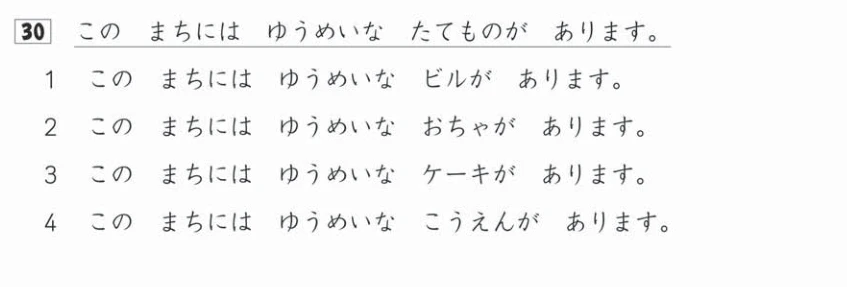 30 この まちには ゆうめいな たてものが あります。
1 この まちには ゆうめいな ビルが あります。
2 この まちには ゆうめいな おちゃが あります。
3 この まちには ゆうめいな ケーキが あります。
4 この まちには ゆうめいな こうえんが あります。